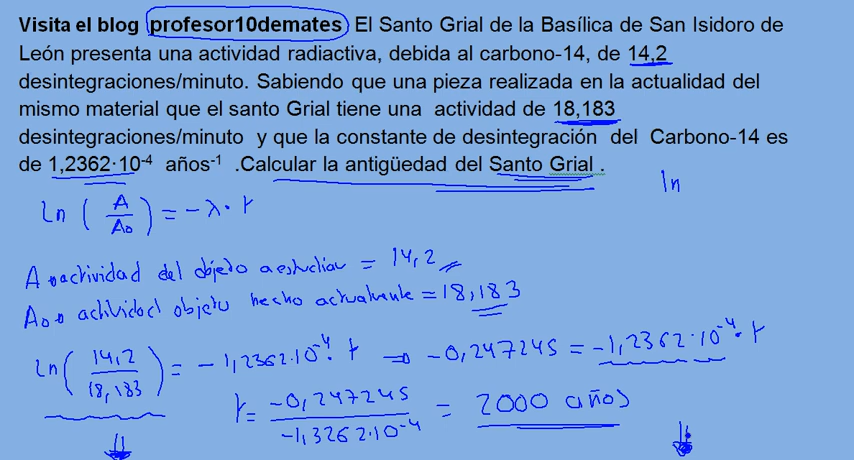 Visita el blog profesor10demates El Santo Grial de la Basílica de San Isidoro de
León presenta una actividad radiactiva, debida al carbono-14, de 14,2
desintegraciones/minuto. Sabiendo que una pieza realizada en la actualidad del
mismo material que el santo Grial tiene una actividad de 18,183
desintegraciones/minuto y que la constante de desintegración del Carbono-14 es
de 1,2362·10⁻⁴ años⁻¹ .Calcular la antigüedad del Santo Grial .
ln
Ln ( A / A₀ ) = -λ · t
A → actividad del objeto a estudiar = 14,2
A₀ → actividad objeto hecho actualmente = 18,183
Ln ( 14,2 / 18,183 ) = -1,2362·10⁻⁴ · t ⇒ -0,247245 = -1,2362·10⁻⁴ · t
t = -0,247245 / -1,3262·10⁻⁴ = 2000 años